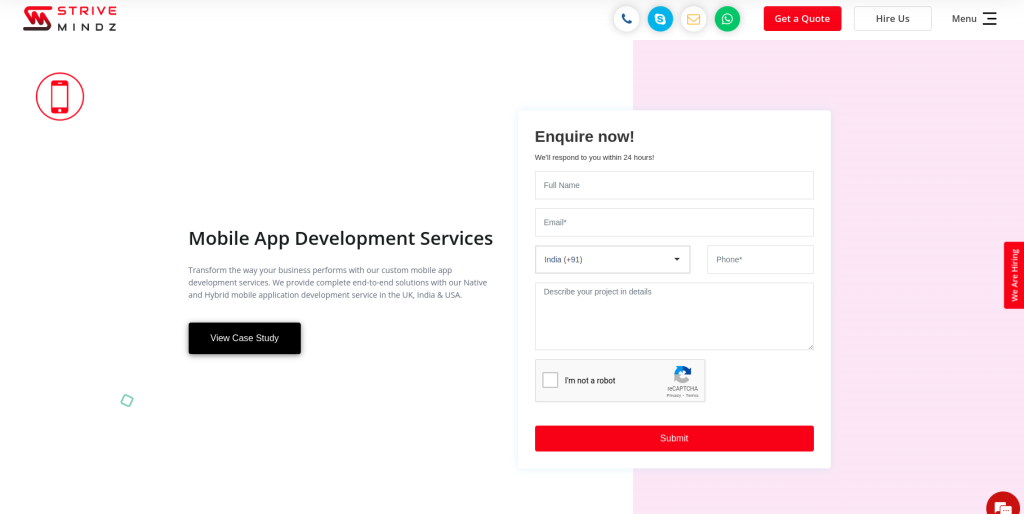 STRIVE
MINDZ
Get a Quote
Hire Us
Menu
Enquire now!
We'll respond to you within 24 hours!
Full Name
Email*
India (+91)
Phone*
Describe your project in details
I'm not a robot
reCAPTCHA
Privacy - Terms
Submit
Mobile App Development Services
Transform the way your business performs with our custom mobile app
development services. We provide complete end-to-end solutions with our Native
and Hybrid mobile application development service in the UK, India & USA.
View Case Study
We Are Hiring